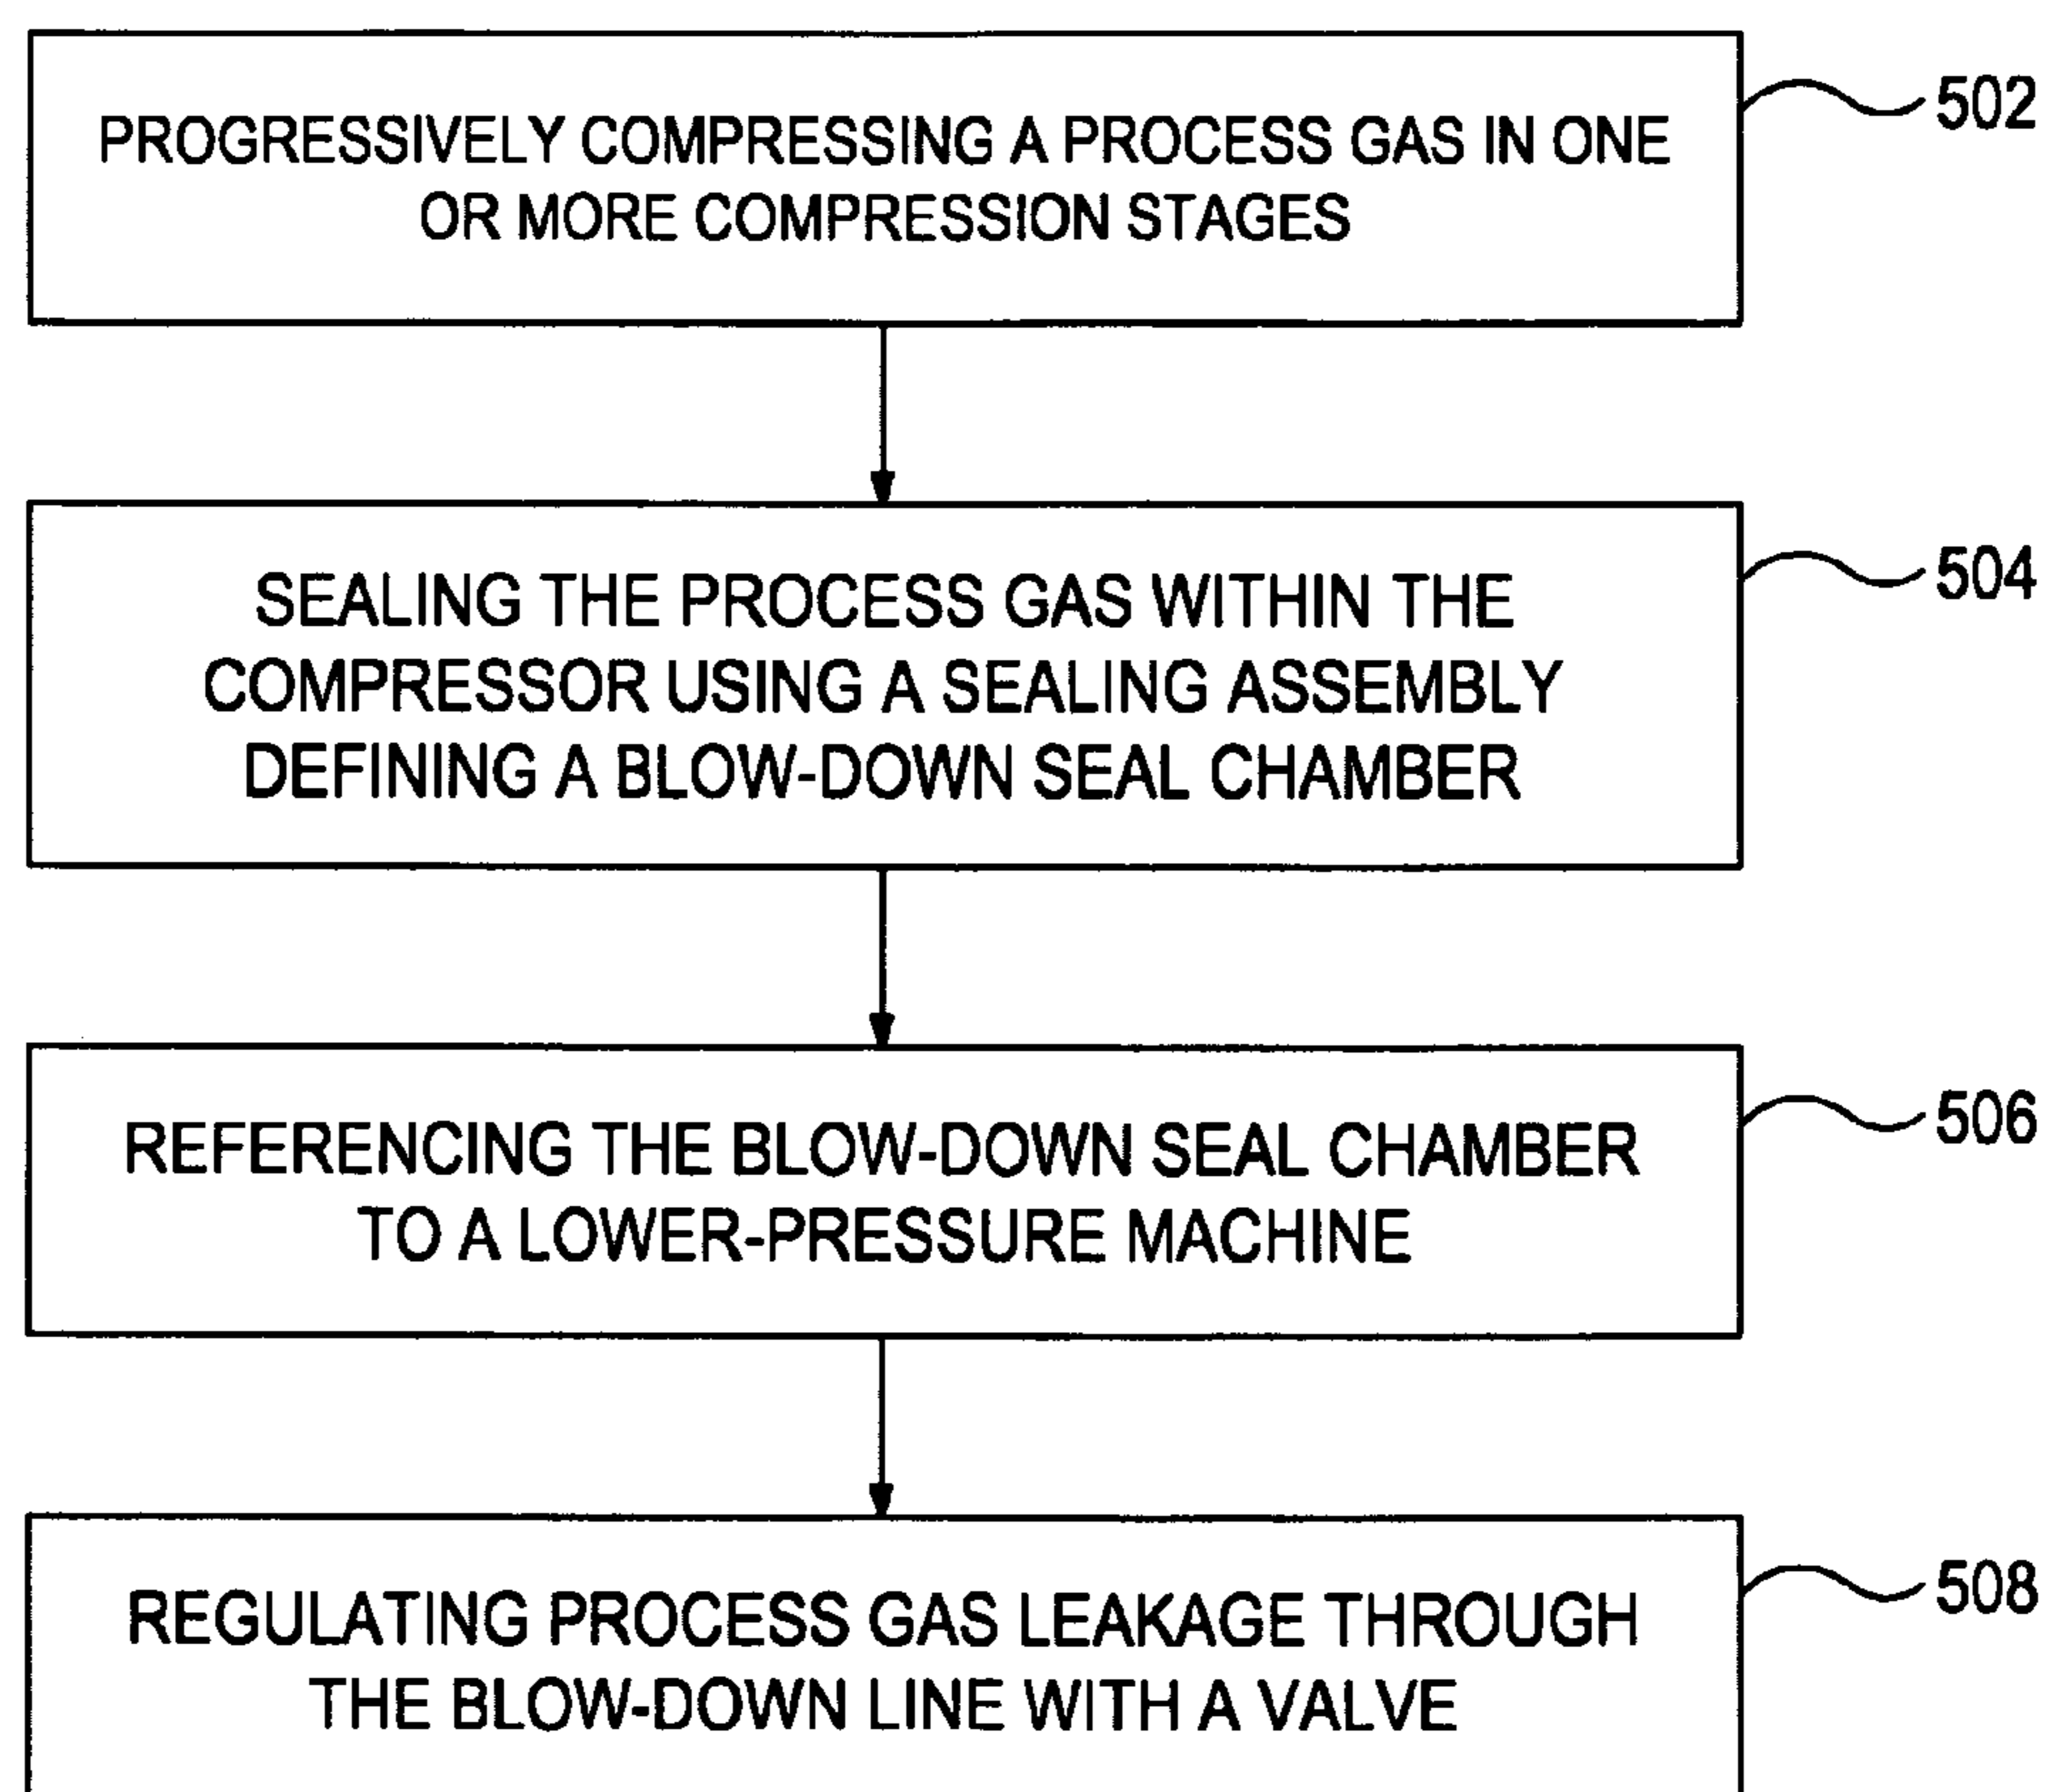 PROGRESSIVELY COMPRESSING A PROCESS GAS IN ONE
OR MORE COMPRESSION STAGES
502
SEALING THE PROCESS GAS WITHIN THE
COMPRESSOR USING A SEALING ASSEMBLY
DEFINING A BLOW-DOWN SEAL CHAMBER
504
REFERENCING THE BLOW-DOWN SEAL CHAMBER
TO A LOWER-PRESSURE MACHINE
506
REGULATING PROCESS GAS LEAKAGE THROUGH
THE BLOW-DOWN LINE WITH A VALVE
508